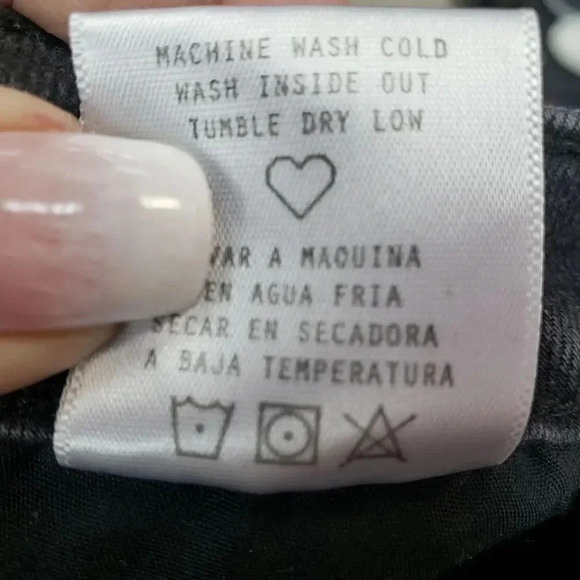 MACHINE WASH COLD
WASH INSIDE OUT
TUMBLE DRY LOW
A MAQUINA
EN AGUA FRIA
SECAR EN SECADORA
A BAJA TEMPERATURA